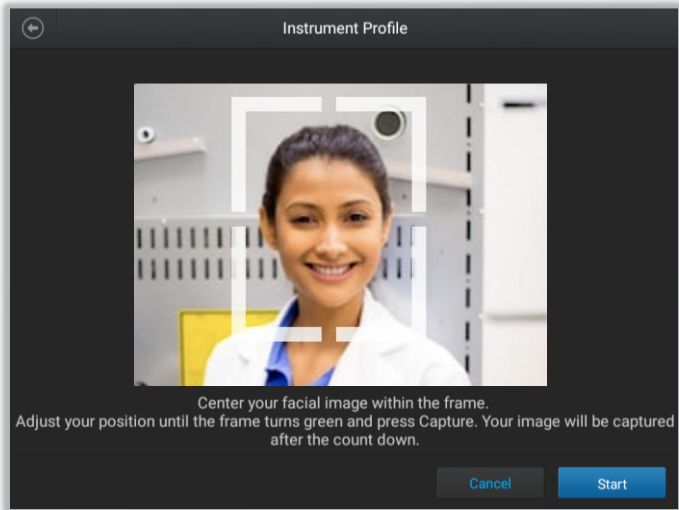 Instrument Profile
Center your facial image within the frame.
Adjust your position until the frame turns green and press Capture. Your image will be captured
after the count down.
Cancel
Start